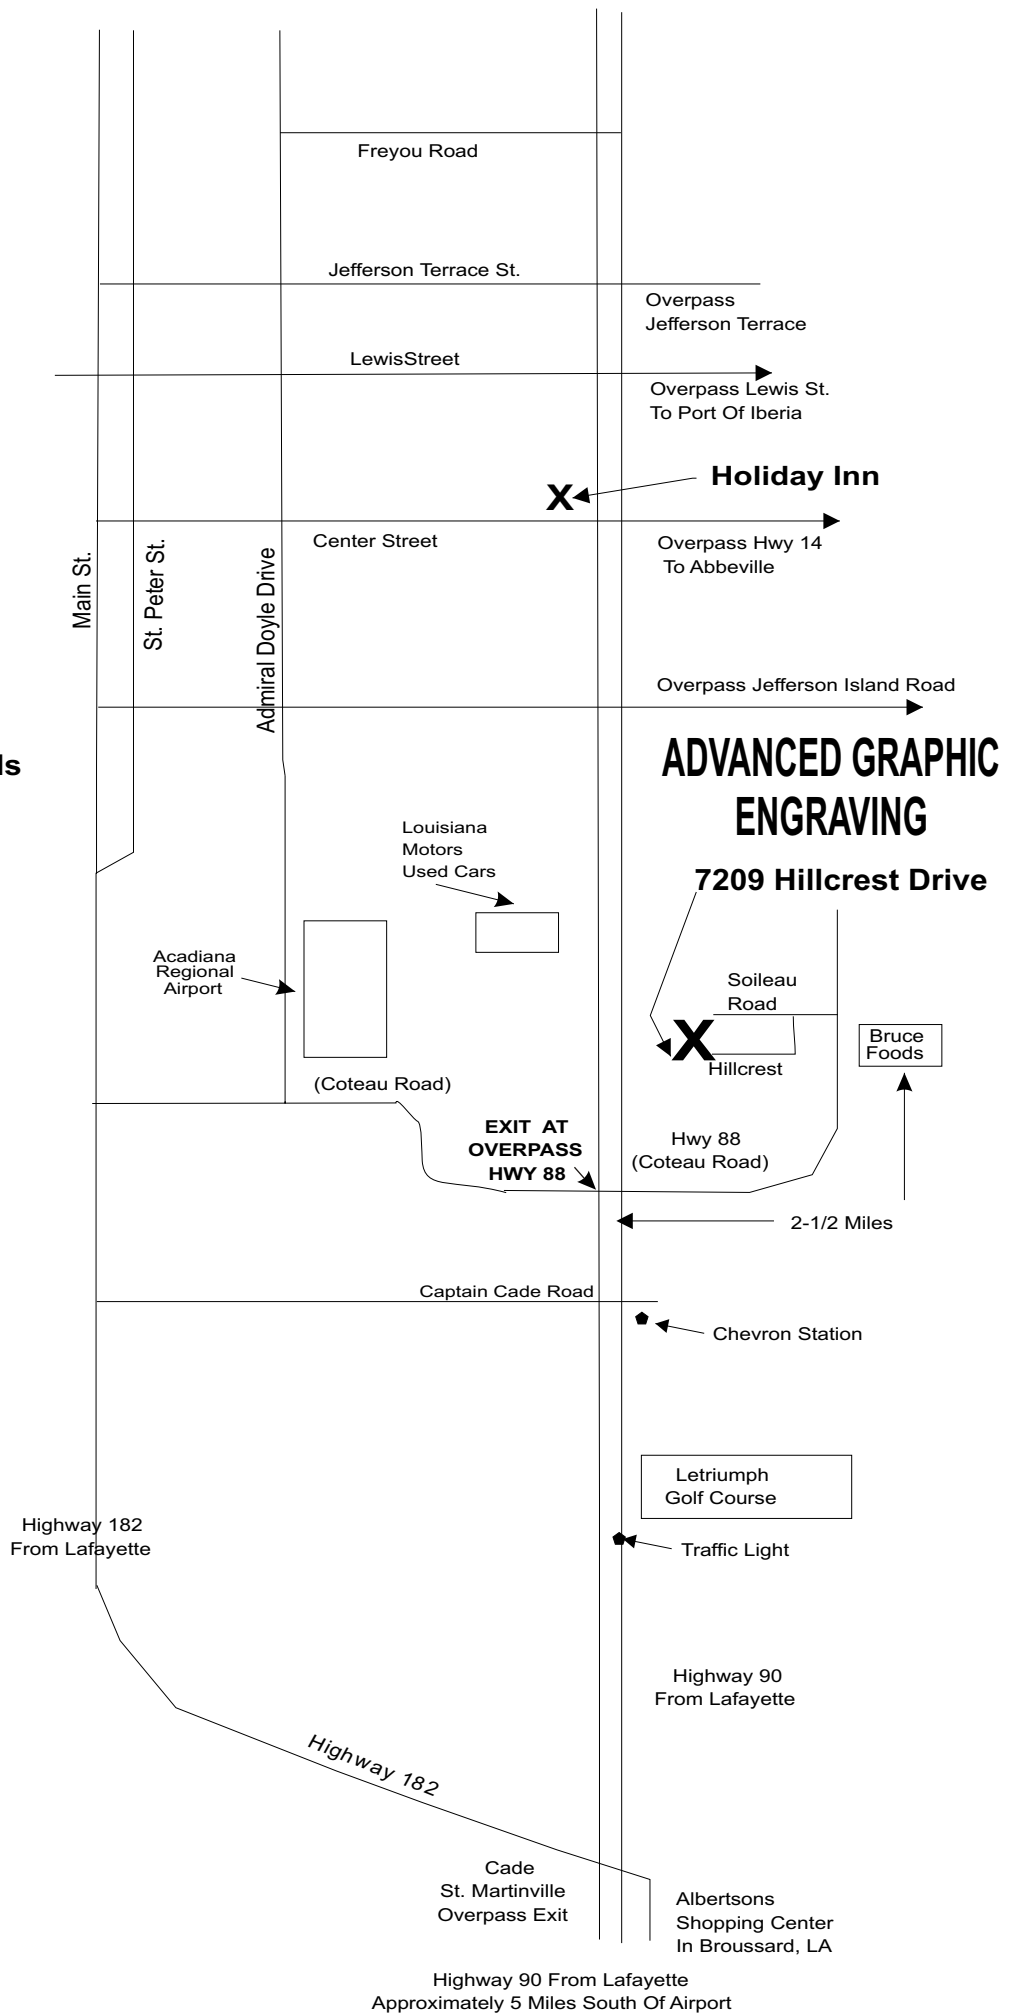 Freyou Road
Jefferson Terrace St.
Overpass
Jefferson Terrace
LewisStreet
Overpass Lewis St.
To Port Of Iberia
Holiday Inn
X
Center Street
Overpass Hwy 14
To Abbeville
Main St.
St. Peter St.
Admiral Doyle Drive
Overpass Jefferson Island Road
ls
ADVANCED GRAPHIC
ENGRAVING
7209 Hillcrest Drive
Louisiana
Motors
Used Cars
Acadiana
Regional
Airport
Soileau
Road
X
Hillcrest
Bruce
Foods
(Coteau Road)
EXIT AT
OVERPASS
HWY 88
Hwy 88
(Coteau Road)
2-1/2 Miles
Captain Cade Road
Chevron Station
Letriumph
Golf Course
Traffic Light
Highway 182
From Lafayette
Highway 90
From Lafayette
Highway 182
Cade
St. Martinville
Overpass Exit
Albertsons
Shopping Center
In Broussard, LA
Highway 90 From Lafayette
Approximately 5 Miles South Of Airport